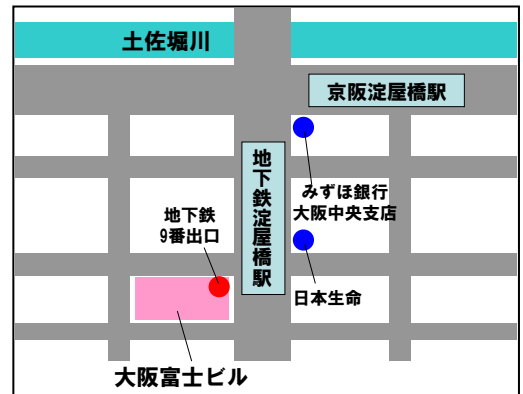 土佐堀川
京阪淀屋橋駅
地下鉄淀屋橋駅
みずほ銀行
大阪中央支店
地下鉄
9番出口
日本生命
大阪富士ビル